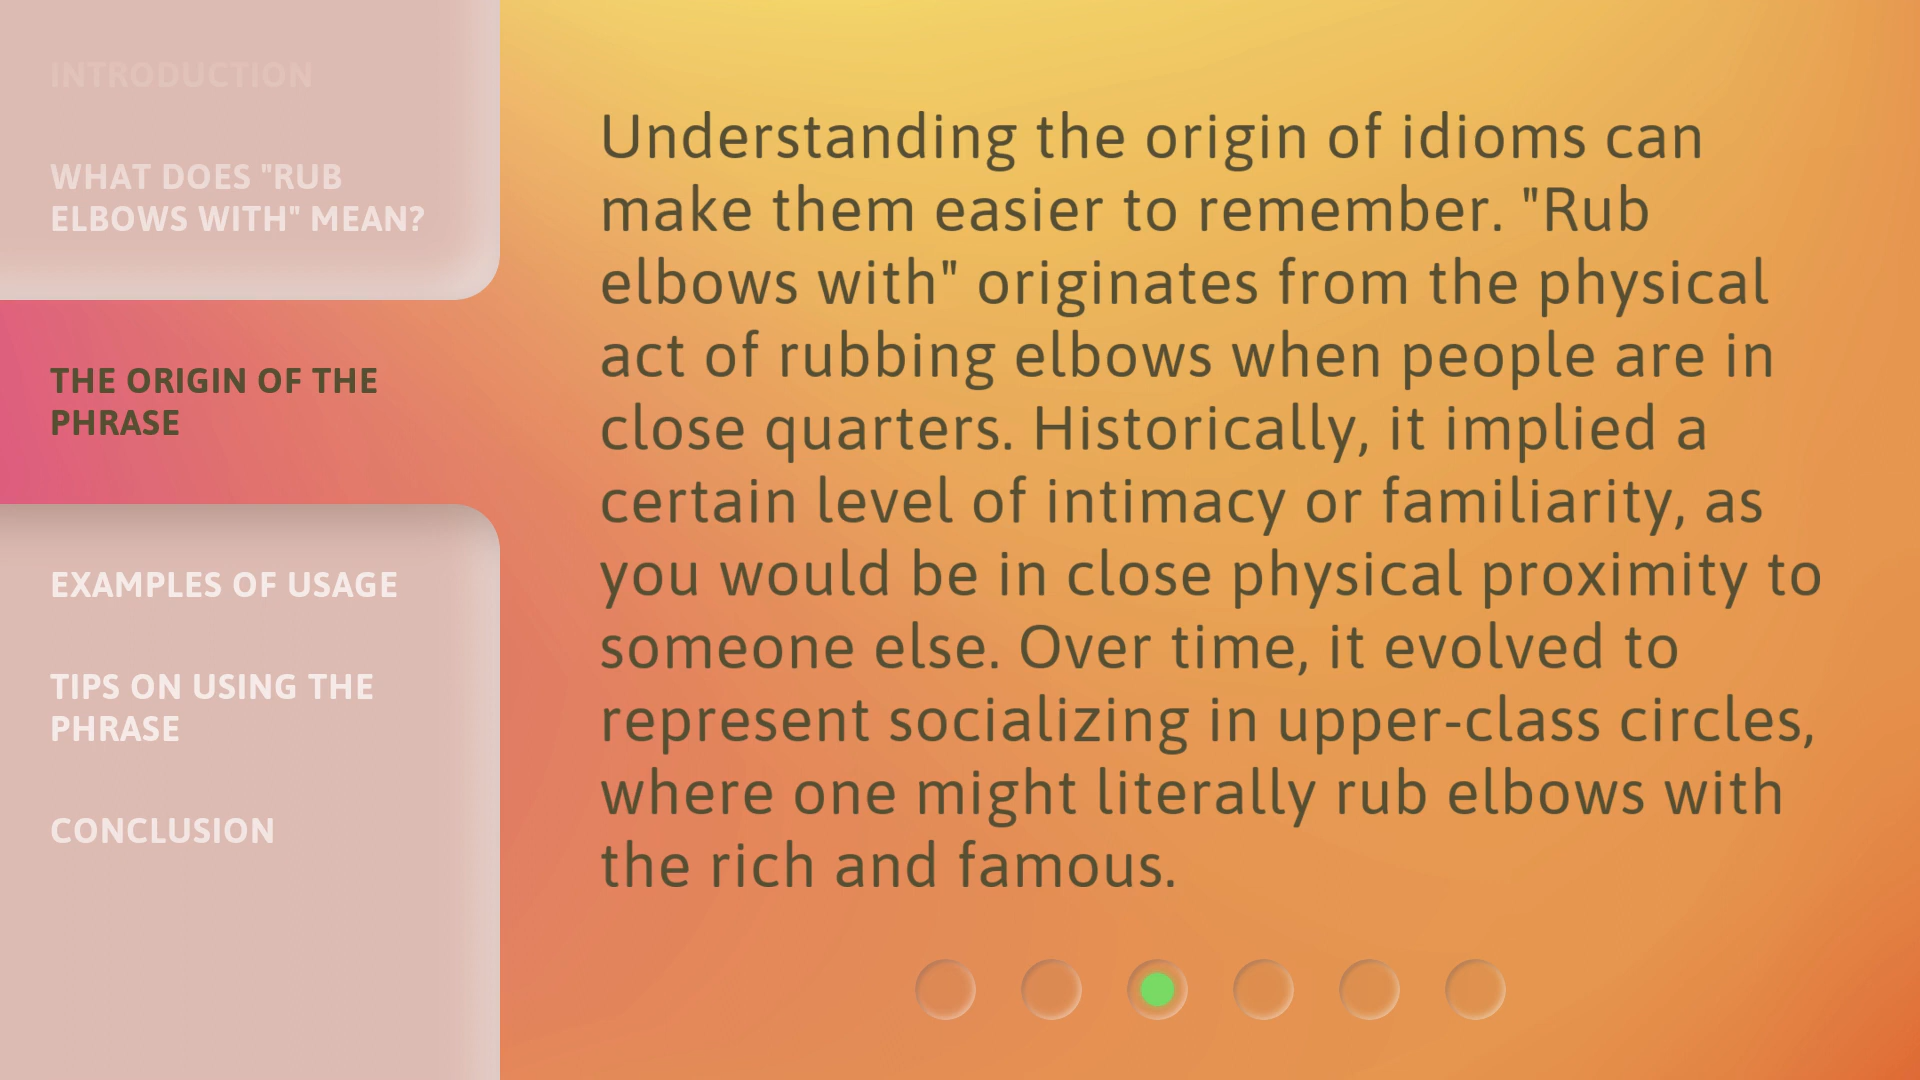 INTRODUCTION
WHAT DOES "RUB
ELBOWS WITH" MEAN?
THE ORIGIN OF THE
PHRASE
EXAMPLES OF USAGE
TIPS ON USING THE
PHRASE
CONCLUSION
Understanding the origin of idioms can
make them easier to remember. "Rub
elbows with" originates from the physical
act of rubbing elbows when people are in
close quarters. Historically, it implied a
certain level of intimacy or familiarity, as
you would be in close physical proximity to
someone else. Over time, it evolved to
represent socializing in upper-class circles,
where one might literally rub elbows with
the rich and famous.